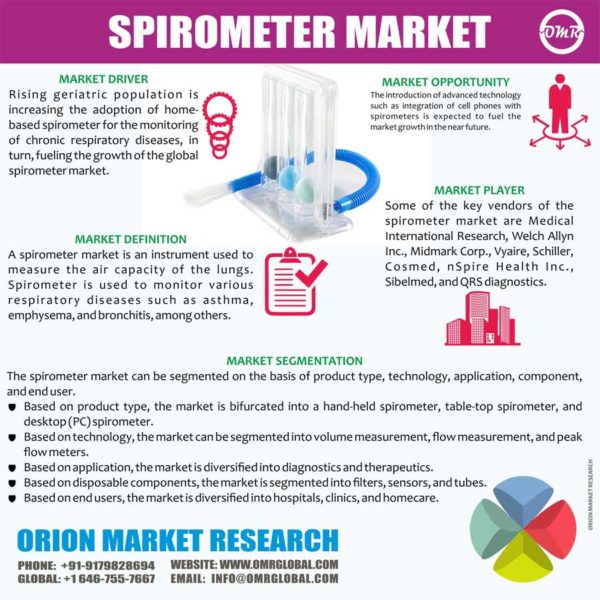 SPIROMETER MARKET
OMR
MARKET DRIVER
Rising geriatric population is
increasing the adoption of home-
based spirometer for the monitoring
of chronic respiratory diseases, in
turn, fueling the growth of the global
spirometer market.
MARKET OPPORTUNITY
The introduction of advanced technology
such as integration of cell phones with
spirometers is expected to fuel the
market growth in the near future.
MARKET DEFINITION
A spirometer market is an instrument used to
measure the air capacity of the lungs.
Spirometer is used to monitor various
respiratory diseases such as asthma,
emphysema, and bronchitis, among others.
MARKET PLAYER
Some of the key vendors of the
spirometer market are Medical
International Research, Welch Allyn
Inc., Midmark Corp., Vyaire, Schiller,
Cosmed, nSpire Health Inc.,
Sibelmed, and QRS diagnostics.
MARKET SEGMENTATION
The spirometer market can be segmented on the basis of product type, technology, application, component,
and end user.
Based on product type, the market is bifurcated into a hand-held spirometer, table-top spirometer, and
desktop (PC) spirometer.
Based on technology, the market can be segmented into volume measurement, flow measurement, and peak
flow meters.
Based on application, the market is diversified into diagnostics and therapeutics.
Based on disposable components, the market is segmented into filters, sensors, and tubes.
Based on end users, the market is diversified into hospitals, clinics, and homecare.
ORION MARKET RESEARCH
ORION MARKET RESEARCH
PHONE: +91-9179828694 WEBSITE: WWW.OMRGLOBAL.COM
GLOBAL: +1 646-755-7667 EMAIL: INFO@OMRGLOBAL.COM